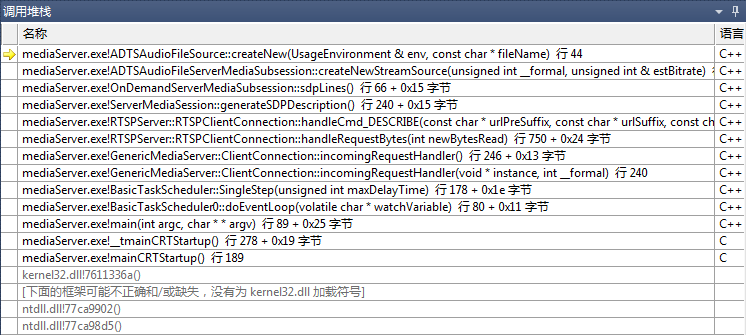 调用堆栈
名称 语言
mediaServer.exe!ADTSAudioFileSource::createNew(UsageEnvironment & env, const char * fileName) 行 44 C++
mediaServer.exe!ADTSAudioFileServerMediaSubsession::createNewStreamSource(unsigned int __formal, unsigned int & estBitrate) C++
mediaServer.exe!OnDemandServerMediaSubsession::sdpLines() 行 66 + 0x15 字节 C++
mediaServer.exe!ServerMediaSession::generateSDPDescription() 行 240 + 0x15 字节 C++
mediaServer.exe!RTSPServer::RTSPClientConnection::handleCmd_DESCRIBE(const char * urlPreSuffix, const char * urlSuffix, const c C++
mediaServer.exe!RTSPServer::RTSPClientConnection::handleRequestBytes(int newBytesRead) 行 750 + 0x24 字节 C++
mediaServer.exe!GenericMediaServer::ClientConnection::incomingRequestHandler() 行 246 + 0x13 字节 C++
mediaServer.exe!GenericMediaServer::ClientConnection::incomingRequestHandler(void * instance, int __formal) 行 240 C++
mediaServer.exe!BasicTaskScheduler::SingleStep(unsigned int maxDelayTime) 行 178 + 0x1e 字节 C++
mediaServer.exe!BasicTaskScheduler0::doEventLoop(volatile char * watchVariable) 行 80 + 0x11 字节 C++
mediaServer.exe!main(int argc, char * * argv) 行 89 + 0x25 字节 C++
mediaServer.exe!__tmainCRTStartup() 行 278 + 0x19 字节 C
mediaServer.exe!mainCRTStartup() 行 189 C
kernel32.dll!7611336a()
[下面的框架可能不正确和/或缺失，没有为 kernel32.dll 加载符号]
ntdll.dll!77ca9902()
ntdll.dll!77ca98d5()